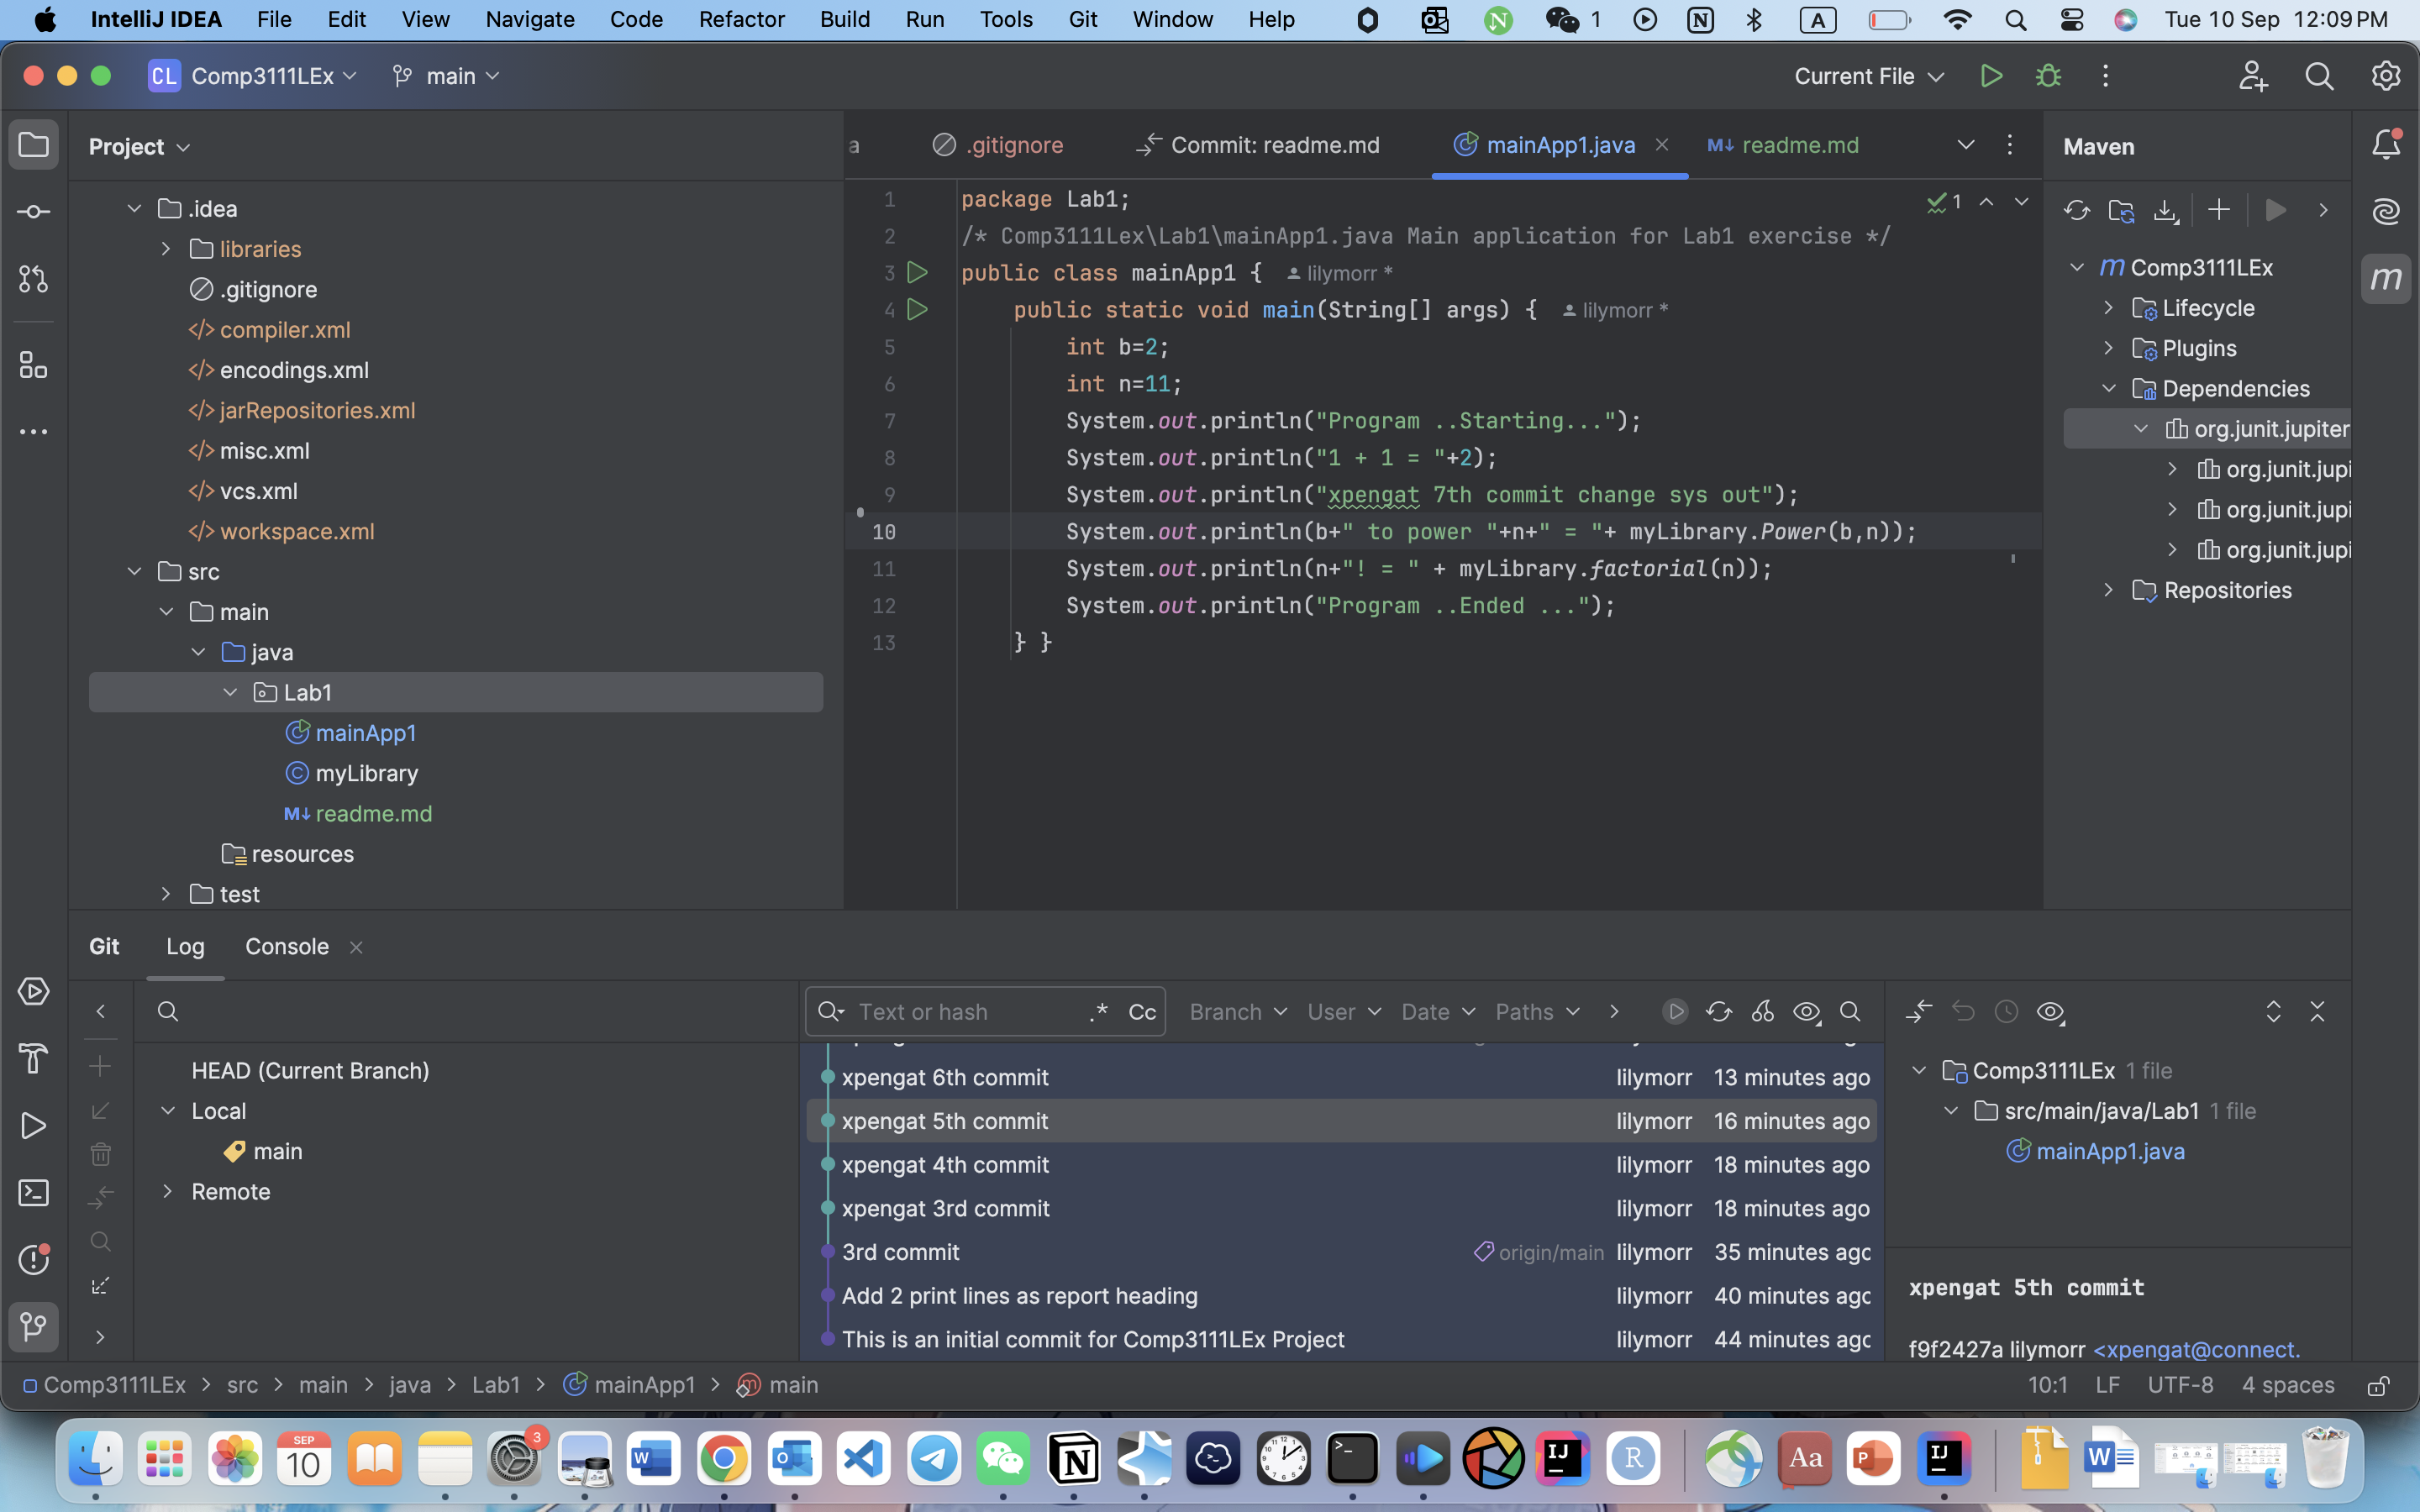 IntelliJ IDEA File Edit View Navigate Code Refactor Build Run Tools Git Window Help 1 A Tue 10 Sep 12:09 PM
CL Comp3111LEx main Current File
Project
.idea
libraries
.gitignore
compiler.xml
encodings.xml
jarRepositories.xml
misc.xml
vcs.xml
workspace.xml
src
main
java
Lab1
mainApp1
myLibrary
M↓ readme.md
resources
test
a .gitignore Commit: readme.md mainApp1.java M↓ readme.md
1 package Lab1;
2 /* Comp3111Lex\Lab1\mainApp1.java Main application for Lab1 exercise */
3 public class mainApp1 { lilymorr *
4 public static void main(String[] args) { lilymorr *
5 int b=2;
6 int n=11;
7 System.out.println("Program ..Starting...");
8 System.out.println("1 + 1 = "+2);
9 System.out.println("xpengat 7th commit change sys out");
10 System.out.println(b+" to power "+n+" = "+ myLibrary.Power(b,n));
11 System.out.println(n+"! = " + myLibrary.factorial(n));
12 System.out.println("Program ..Ended ...");
13 } }
1
Maven
m Comp3111LEx
Lifecycle
Plugins
Dependencies
org.junit.jupiter
org.junit.jupi
org.junit.jupi
org.junit.jupi
Repositories
m
Git Log Console
HEAD (Current Branch)
Local
main
Remote
Text or hash .* Cc Branch User Date Paths
xpengat 6th commit lilymorr 13 minutes ago
xpengat 5th commit lilymorr 16 minutes ago
xpengat 4th commit lilymorr 18 minutes ago
xpengat 3rd commit lilymorr 18 minutes ago
3rd commit origin/main lilymorr 35 minutes ago
Add 2 print lines as report heading lilymorr 40 minutes ago
This is an initial commit for Comp3111LEx Project lilymorr 44 minutes ago
Comp3111LEx 1 file
src/main/java/Lab1 1 file
mainApp1.java
xpengat 5th commit
f9f2427a lilymorr <xpengat@connect.
Comp3111LEx > src > main > java > Lab1 > mainApp1 > main 10:1 LF UTF-8 4 spaces
SEP
10
3
W
N
IJ
R
Aa
P
IJ
W